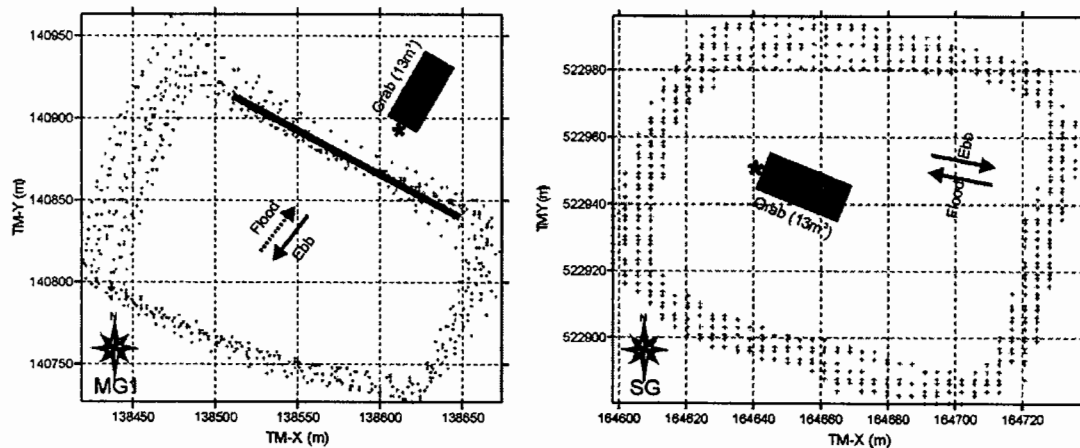 140960
140900
140850
140800
140750
TM-Y (m)
Grab (13m³)
Flood
Ebb
N
MG1
138450
138500
138550
138600
138650
TM-X (m)
522980
522960
522940
522920
522900
TMY (m)
Grab (13m³)
Ebb
Flood
N
SG
164600
164620
164640
164660
164680
164700
164720
TM-X (m)